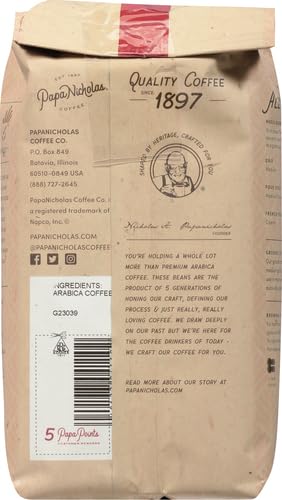 EST. 1897
PapaNicholas
COFFEE
PAPANICHOLAS
COFFEE CO.
P.O. Box 849
Batavia, Illinois
60510-0849 USA
(888) 727-2645
PapaNicholas Coffee Co. i
a registered trademark of
Napco, Inc.
PAPANICHOLAS.COM
@PAPANICHOLASCOFFEE
INGREDIENTS:
ARABICA COFFEE
G23039
5 PapaPoints
QUALITY COFFEE
SINCE
1897
SHAPED BY HERITAGE, CRAFTED FOR YOU
Nicholas A. Papanicholas
FOUNDER
YOU'RE HOLDING A WHOLE LOT
MORE THAN PREMIUM ARABICA
COFFEE. THESE BEANS ARE THE
PRODUCT OF 5 GENERATIONS OF
HONING OUR CRAFT, DEFINING OUR
PROCESS & JUST REALLY, REALLY
LOVING COFFEE. WE DRAW DEEPLY
ON OUR PAST BUT WE'RE HERE FOR
THE COFFEE DRINKERS OF TODAY -
WE CRAFT OUR COFFEE FOR YOU.
READ MORE ABOUT OUR STORY AT
PAPANICHOLAS.COM